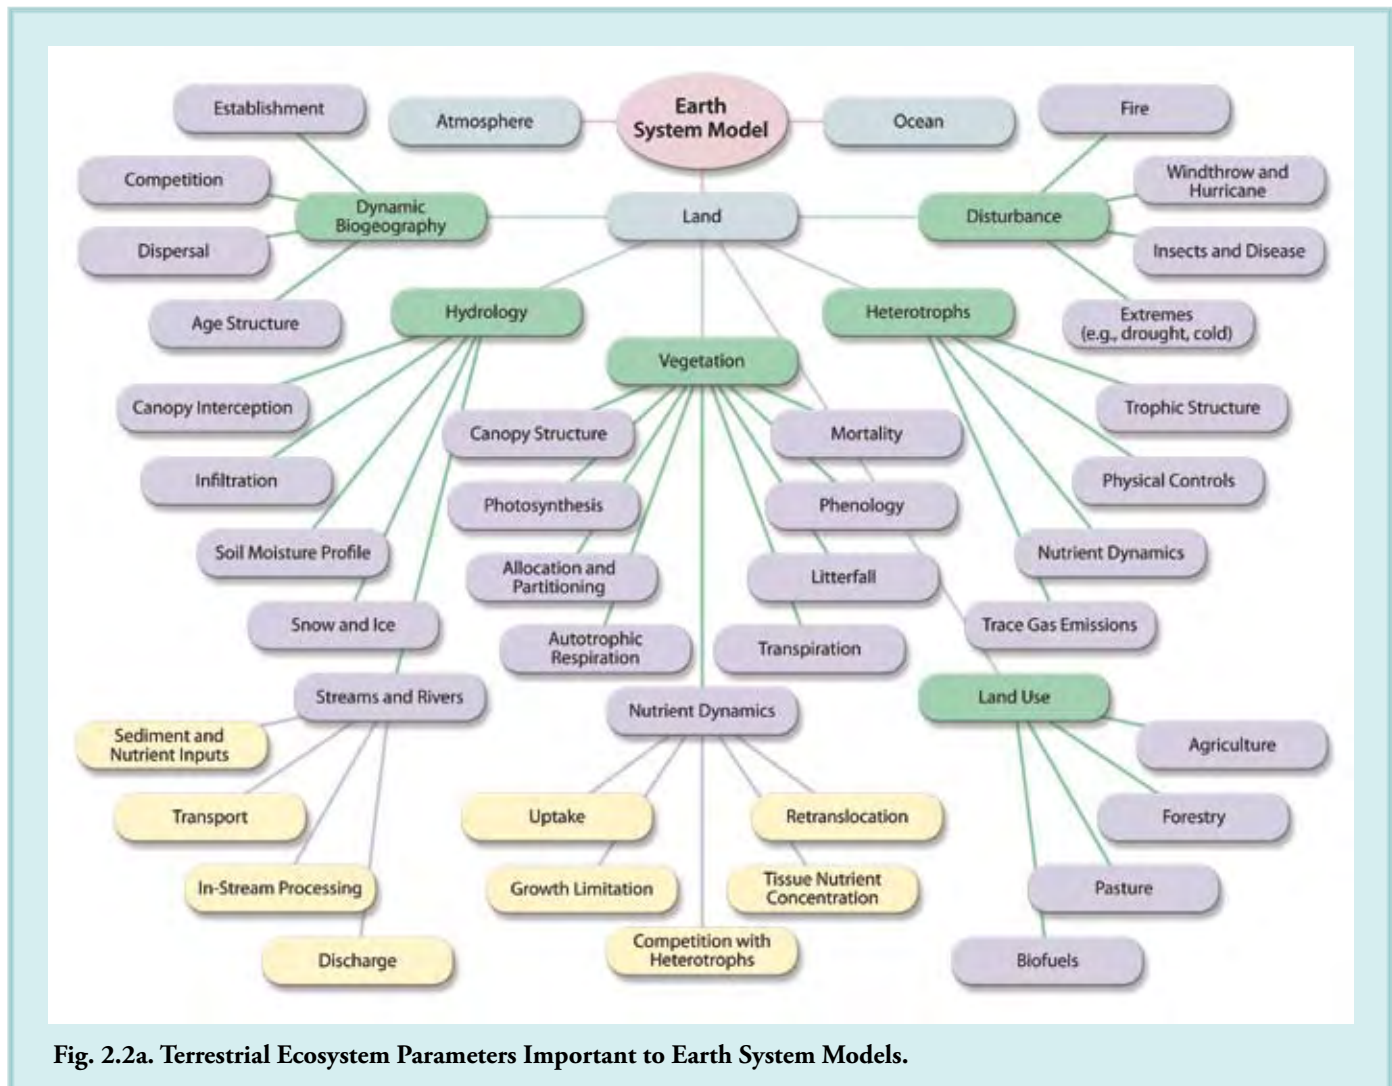 Earth
System Model
Atmosphere
Ocean
Establishment
Fire
Competition
Windthrow and
Hurricane
Dynamic
Biogeography
Land
Disturbance
Dispersal
Insects and Disease
Age Structure
Hydrology
Heterotrophs
Extremes
(e.g., drought, cold)
Vegetation
Canopy Interception
Canopy Structure
Mortality
Trophic Structure
Infiltration
Photosynthesis
Phenology
Physical Controls
Soil Moisture Profile
Allocation and
Partitioning
Litterfall
Nutrient Dynamics
Snow and Ice
Autotrophic
Respiration
Transpiration
Trace Gas Emissions
Streams and Rivers
Nutrient Dynamics
Land Use
Sediment and
Nutrient Inputs
Agriculture
Transport
Uptake
Retranslocation
Forestry
In-Stream Processing
Growth Limitation
Tissue Nutrient
Concentration
Pasture
Discharge
Competition with
Heterotrophs
Biofuels
Fig. 2.2a. Terrestrial Ecosystem Parameters Important to Earth System Models.